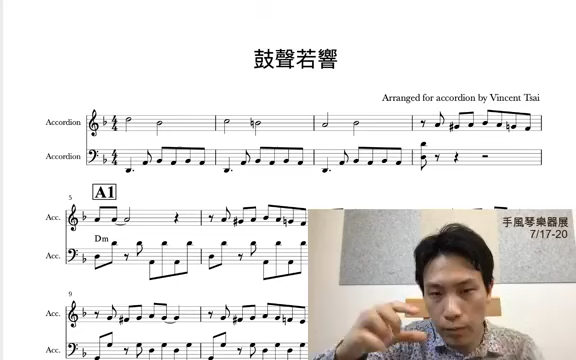 鼓聲若響
Arranged for accordion by Vincent Tsai
Accordion
Accordion
5
A1
Acc.
Dm
Acc.
9
Acc.
Acc.
手風琴樂器展
7/17-20